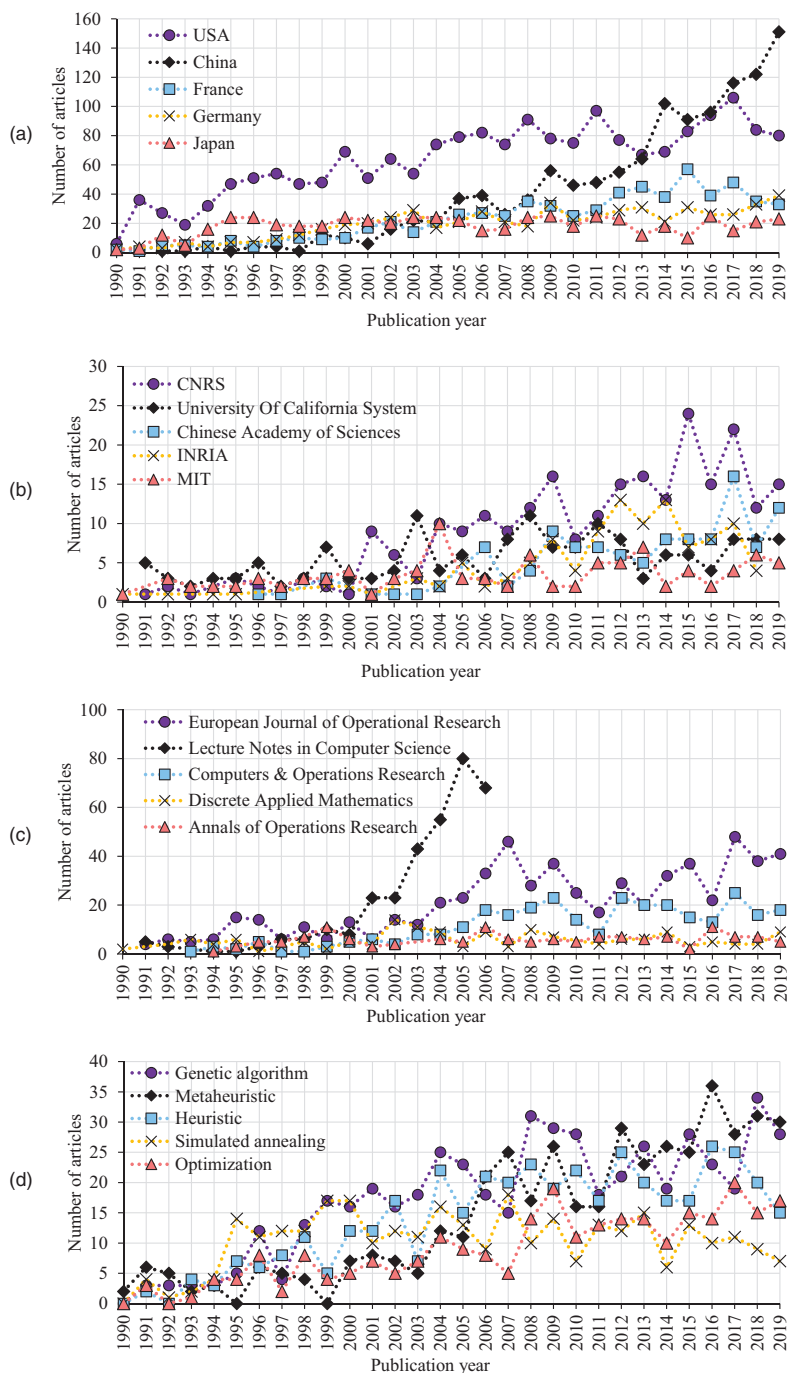 (a)
Number of articles
160
140
120
100
80
60
40
20
0
USA
China
France
Germany
Japan
1990 1991 1992 1993 1994 1995 1996 1997 1998 1999 2000 2001 2002 2003 2004 2005 2006 2007 2008 2009 2010 2011 2012 2013 2014 2015 2016 2017 2018 2019
Publication year
(b)
Number of articles
30
25
20
15
10
5
0
CNRS
University Of California System
Chinese Academy of Sciences
INRIA
MIT
1990 1991 1992 1993 1994 1995 1996 1997 1998 1999 2000 2001 2002 2003 2004 2005 2006 2007 2008 2009 2010 2011 2012 2013 2014 2015 2016 2017 2018 2019
Publication year
(c)
Number of articles
100
80
60
40
20
0
European Journal of Operational Research
Lecture Notes in Computer Science
Computers & Operations Research
Discrete Applied Mathematics
Annals of Operations Research
1990 1991 1992 1993 1994 1995 1996 1997 1998 1999 2000 2001 2002 2003 2004 2005 2006 2007 2008 2009 2010 2011 2012 2013 2014 2015 2016 2017 2018 2019
Publication year
(d)
Number of articles
40
35
30
25
20
15
10
5
0
Genetic algorithm
Metaheuristic
Heuristic
Simulated annealing
Optimization
1990 1991 1992 1993 1994 1995 1996 1997 1998 1999 2000 2001 2002 2003 2004 2005 2006 2007 2008 2009 2010 2011 2012 2013 2014 2015 2016 2017 2018 2019
Publication year